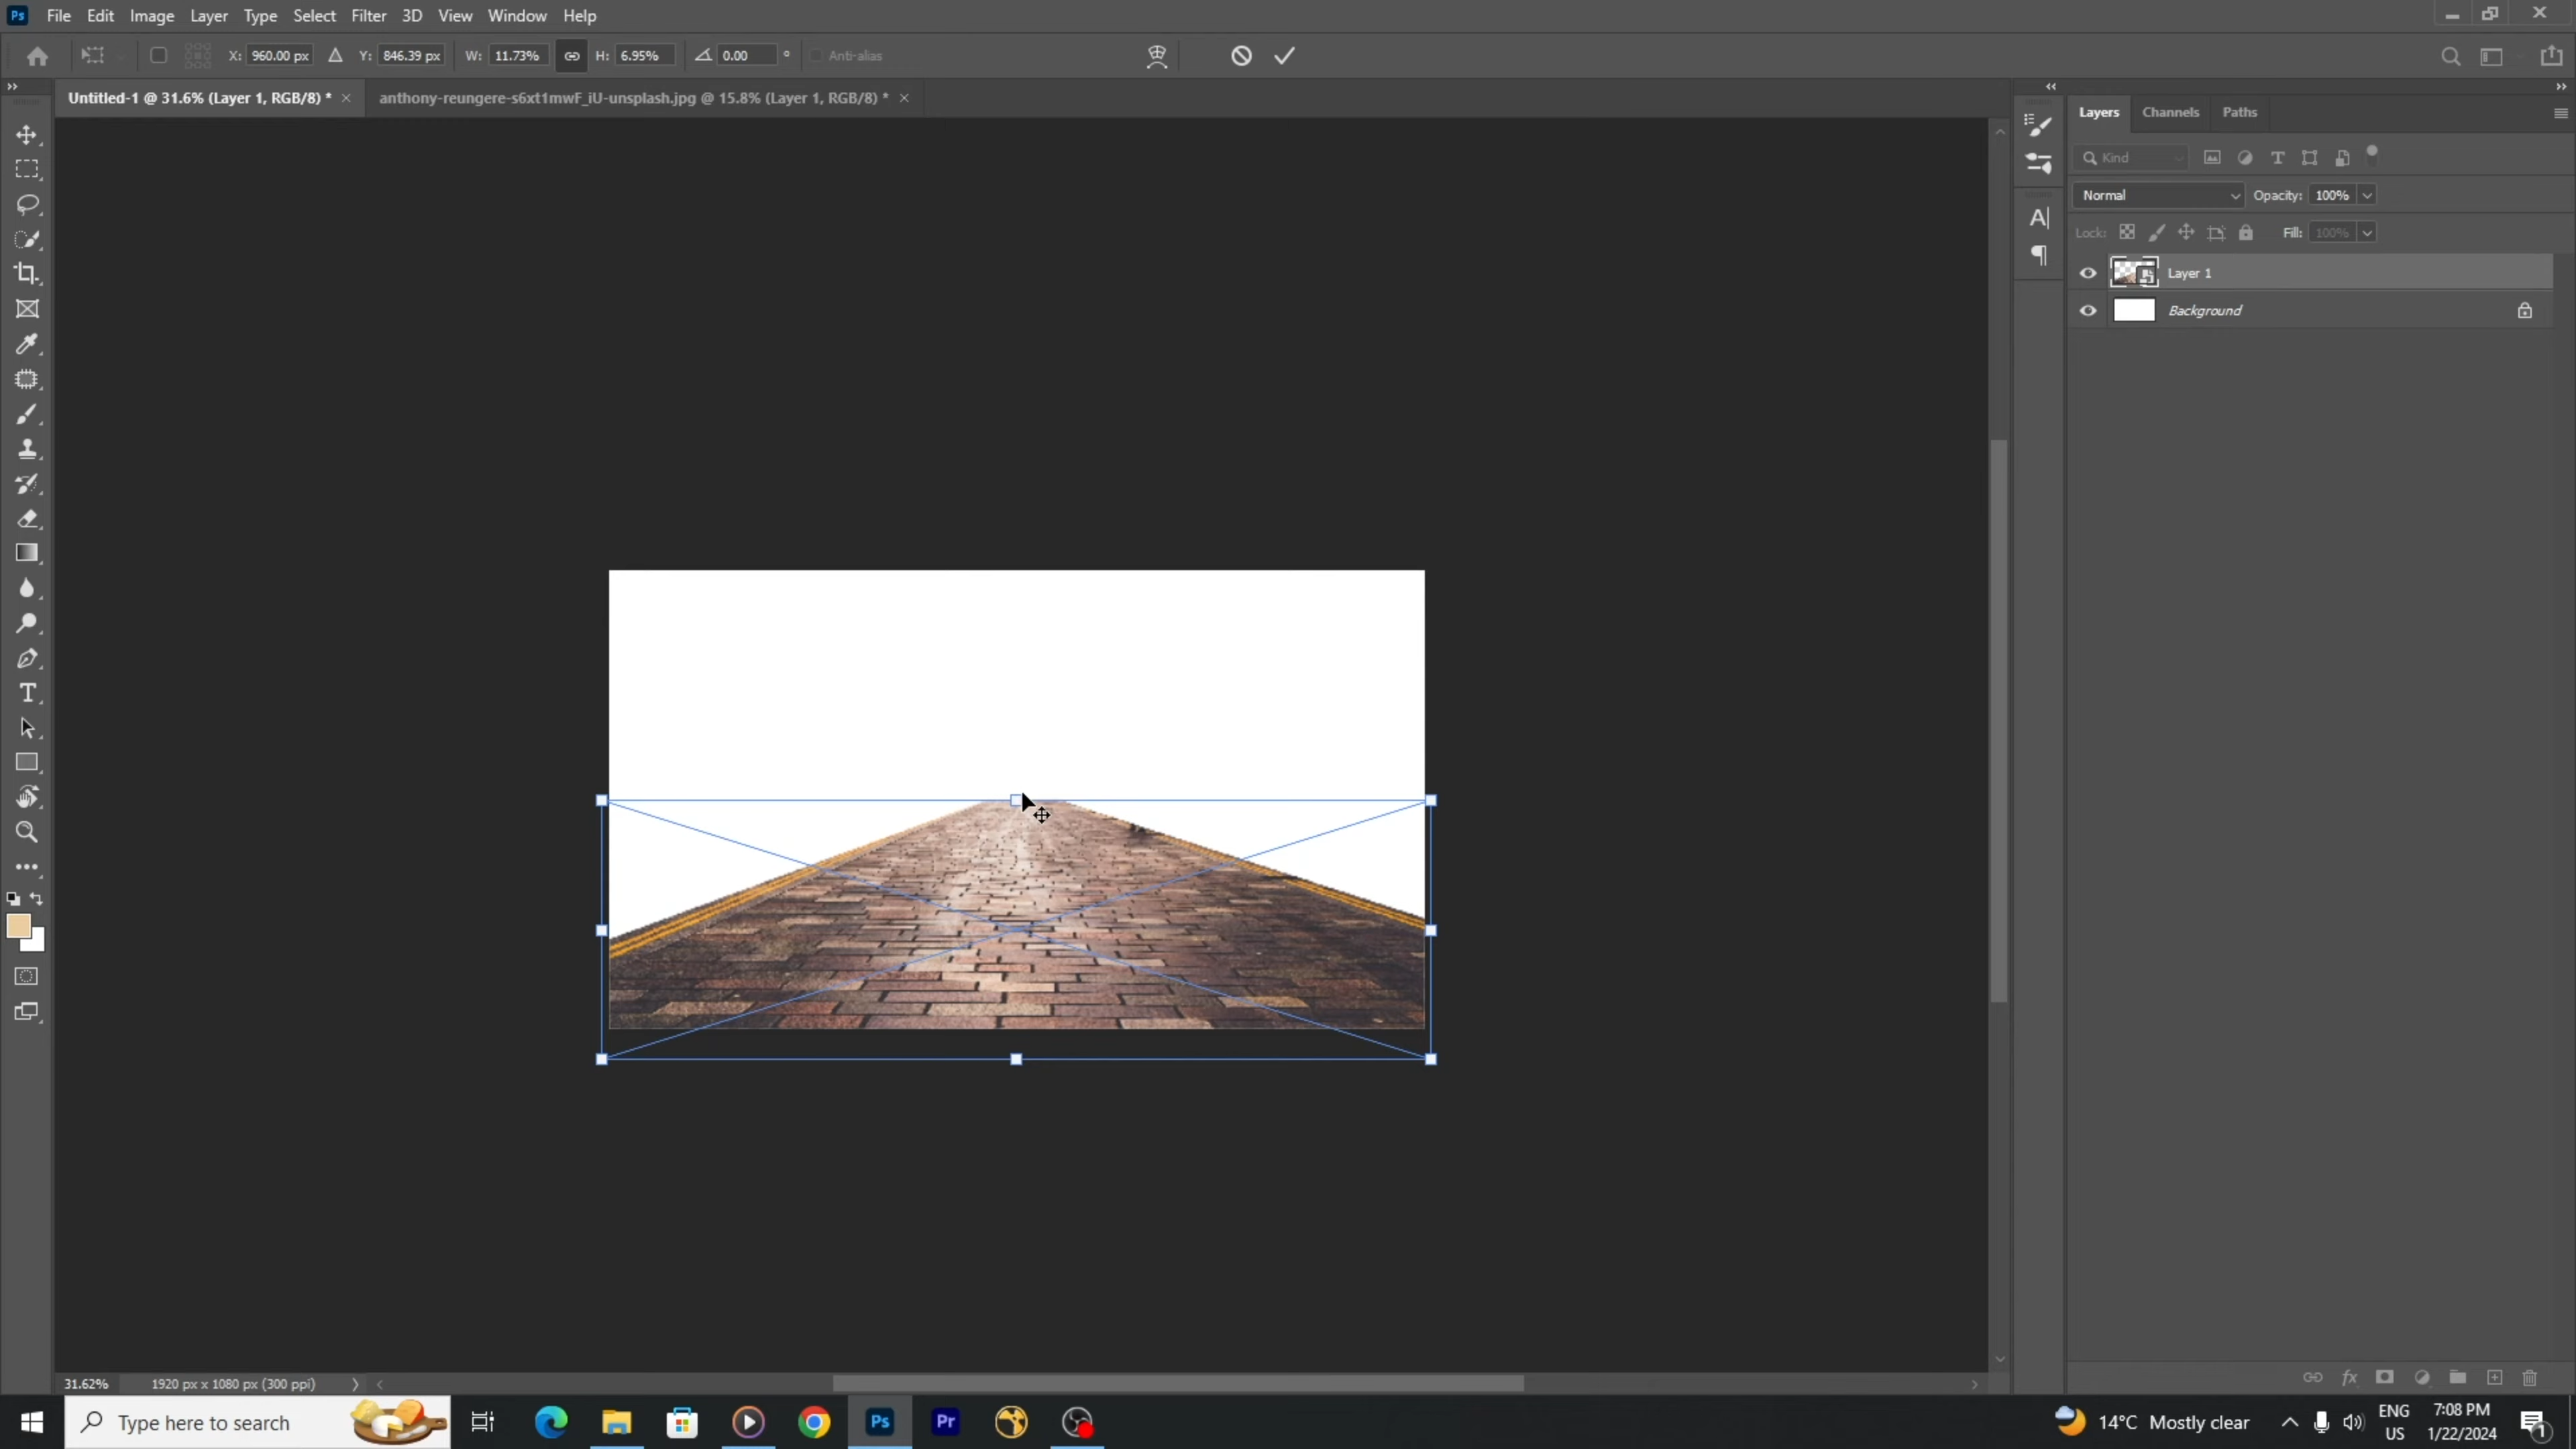 Ps File Edit Image Layer Type Select Filter 3D View Window Help
X: 960.00 px Y: 846.39 px W: 11.73% H: 6.95% 0.00 ° Anti-alias
Untitled-1 @ 31.6% (Layer 1, RGB/8) * × anthony-reungere-s6xt1mwF_iU-unsplash.jpg @ 15.8% (Layer 1, RGB/8) * ×
Layers Channels Paths
Kind
Normal Opacity: 100%
Lock: Fill: 100%
Layer 1
Background
31.62% 1920 px x 1080 px (300 ppi)
Type here to search
Ps
Pr
14°C Mostly clear
ENG
US
7:08 PM
1/22/2024
1